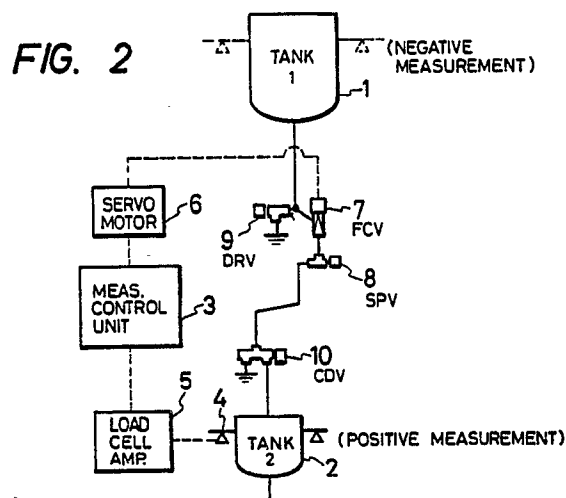 FIG. 2
TANK
1
(NEGATIVE
MEASUREMENT)
1
SERVO
MOTOR
6
7
FCV
9
DRV
8
SPV
MEAS.
CONTROL
UNIT
3
10
CDV
5
4
LOAD
CELL
AMP.
TANK
2
(POSITIVE MEASUREMENT)
2